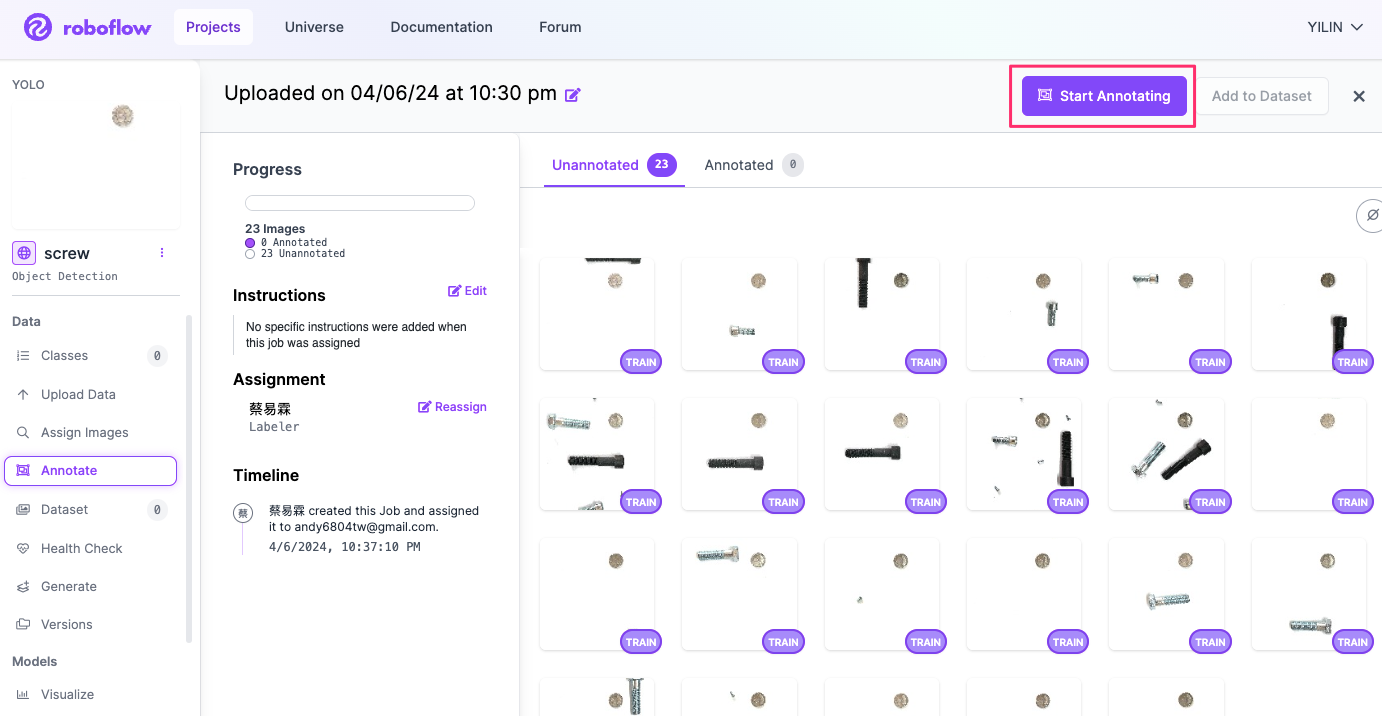 roboflow
Projects
Universe
Documentation
Forum
YILIN
YOLO
screw
Object Detection
Data
Classes 0
Upload Data
Assign Images
Annotate
Dataset 0
Health Check
Generate
Versions
Models
Visualize
Uploaded on 04/06/24 at 10:30 pm
Start Annotating
Add to Dataset
Progress
23 Images
0 Annotated
23 Unannotated
Instructions
Edit
No specific instructions were added when
this job was assigned
Assignment
蔡易霖
Reassign
Labeler
Timeline
蔡
蔡易霖 created this Job and assigned
it to andy6804tw@gmail.com.
4/6/2024, 10:37:10 PM
Unannotated 23
Annotated 0
TRAIN TRAIN TRAIN TRAIN TRAIN TRAIN
TRAIN TRAIN TRAIN TRAIN TRAIN TRAIN
TRAIN TRAIN TRAIN TRAIN TRAIN TRAIN